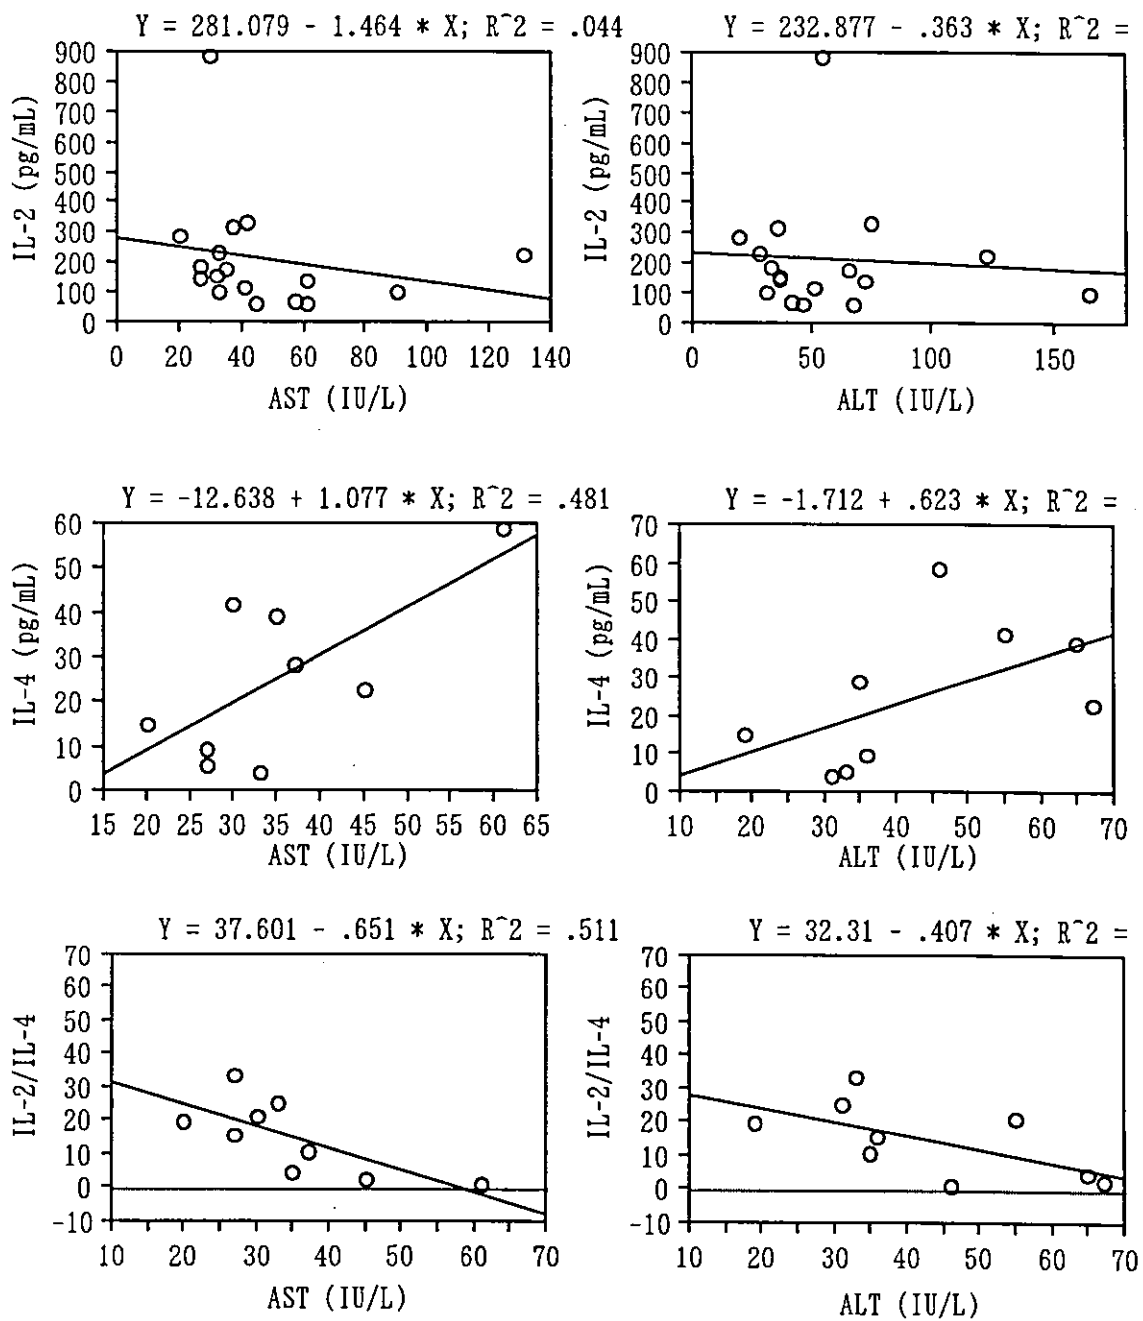 Y = 281.079 - 1.464 * X; R^2 = .044
900
800
700
600
500
400
300
200
100
0
IL-2 (pg/mL)
0 20 40 60 80 100 120 140
AST (IU/L)
Y = 232.877 - .363 * X; R^2 =
900
800
700
600
500
400
300
200
100
0
IL-2 (pg/mL)
0 50 100 150
ALT (IU/L)
Y = -12.638 + 1.077 * X; R^2 = .481
60
50
40
30
20
10
0
IL-4 (pg/mL)
15 20 25 30 35 40 45 50 55 60 65
AST (IU/L)
Y = -1.712 + .623 * X; R^2 =
70
60
50
40
30
20
10
0
IL-4 (pg/mL)
10 20 30 40 50 60 70
ALT (IU/L)
Y = 37.601 - .651 * X; R^2 = .511
70
60
50
40
30
20
10
0
-10
IL-2/IL-4
10 20 30 40 50 60 70
AST (IU/L)
Y = 32.31 - .407 * X; R^2 =
70
60
50
40
30
20
10
0
-10
IL-2/IL-4
10 20 30 40 50 60 70
ALT (IU/L)